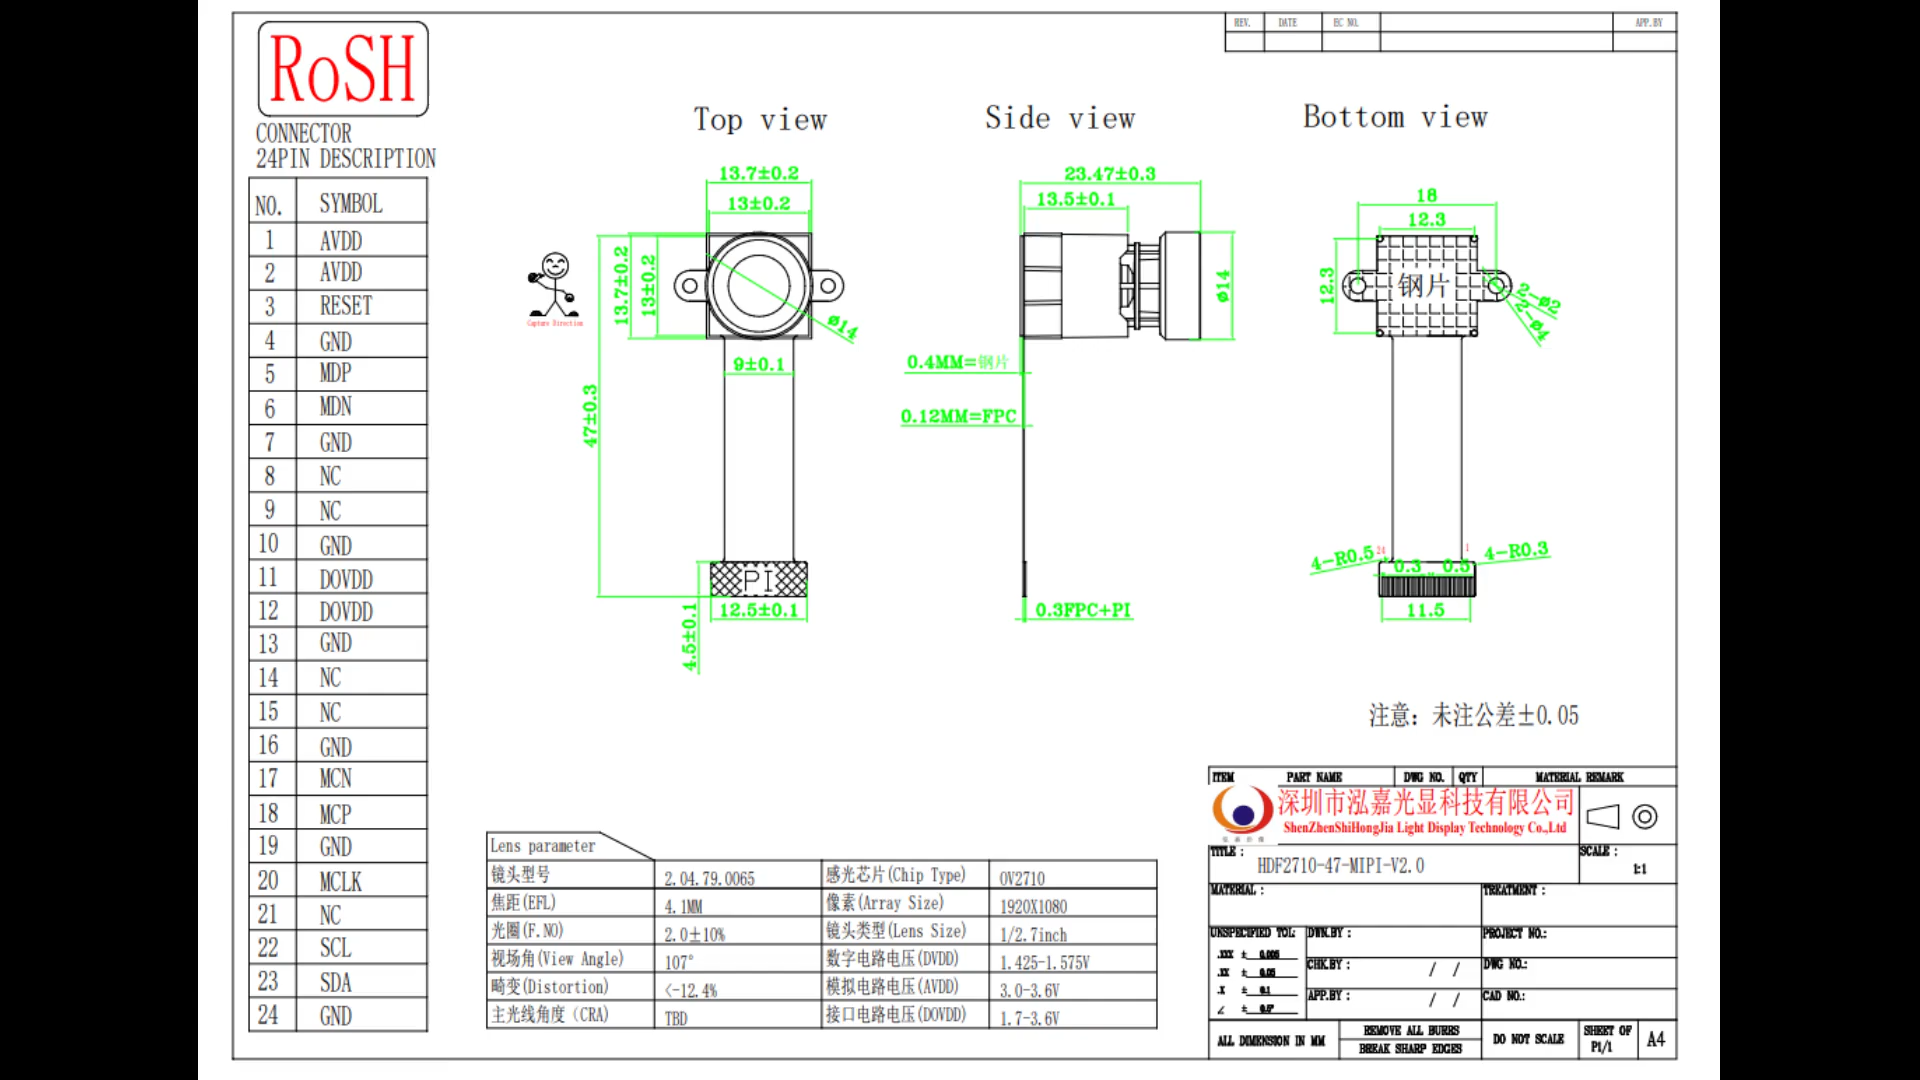 RoSH
CONNECTOR
24PIN DESCRIPTION
NO. SYMBOL
1 AVDD
2 AVDD
3 RESET
4 GND
5 MDP
6 MDN
7 GND
8 NC
9 NC
10 GND
11 DOVDD
12 DOVDD
13 GND
14 NC
15 NC
16 GND
17 MCN
18 MCP
19 GND
20 MCLK
21 NC
22 SCL
23 SDA
24 GND
REV. DATE EC NO. APP.BY
Top view
13.7±0.2
13±0.2
13.7±0.2
13±0.2
ø14
Capture Direction
9±0.1
47±0.3
PI
12.5±0.1
4.5±0.1
Side view
23.47±0.3
13.5±0.1
ø14
0.4MM=钢片
0.12MM=FPC
0.3FPC+PI
Bottom view
18
12.3
12.3
钢片
2-ø2
2-ø4
4-R0.5
24
1
4-R0.3
0.3
0.5
11.5
注意: 未注公差±0.05
Lens parameter
镜头型号 2.04.79.0065 感光芯片(Chip Type) OV2710
焦距(EFL) 4.1MM 像素(Array Size) 1920X1080
光圈(F.NO) 2.0±10% 镜头类型(Lens Size) 1/2.7inch
视场角(View Angle) 107° 数字电路电压(DVDD) 1.425-1.575V
畸变(Distortion) <-12.4% 模拟电路电压(AVDD) 3.0-3.6V
主光线角度（CRA) TBD 接口电路电压(DOVDD) 1.7-3.6V
ITEM PART NAME DWG NO. QTY MATERIAL REMARK
深圳市泓嘉光显科技有限公司
ShenZhenShiHongJia Light Display Technology Co.,Ltd
TITLE : HDF2710-47-MIPI-V2.0
SCALE : 1:1
MATERIAL : TREATMENT :
UNSPECIFIED TOL: DWN.BY : PROJECT NO.:
.XXX ± 0.005
.XX ± 0.05
.X ± 0.1
∠ ± 0.5°
CHK.BY : / / DWG NO.:
APP.BY : / / CAD NO.:
ALL DIMENSION IN MM
REMOVE ALL BURRS
BREAK SHARP EDGES
DO NOT SCALE
SHEET OF
P1/1
A4